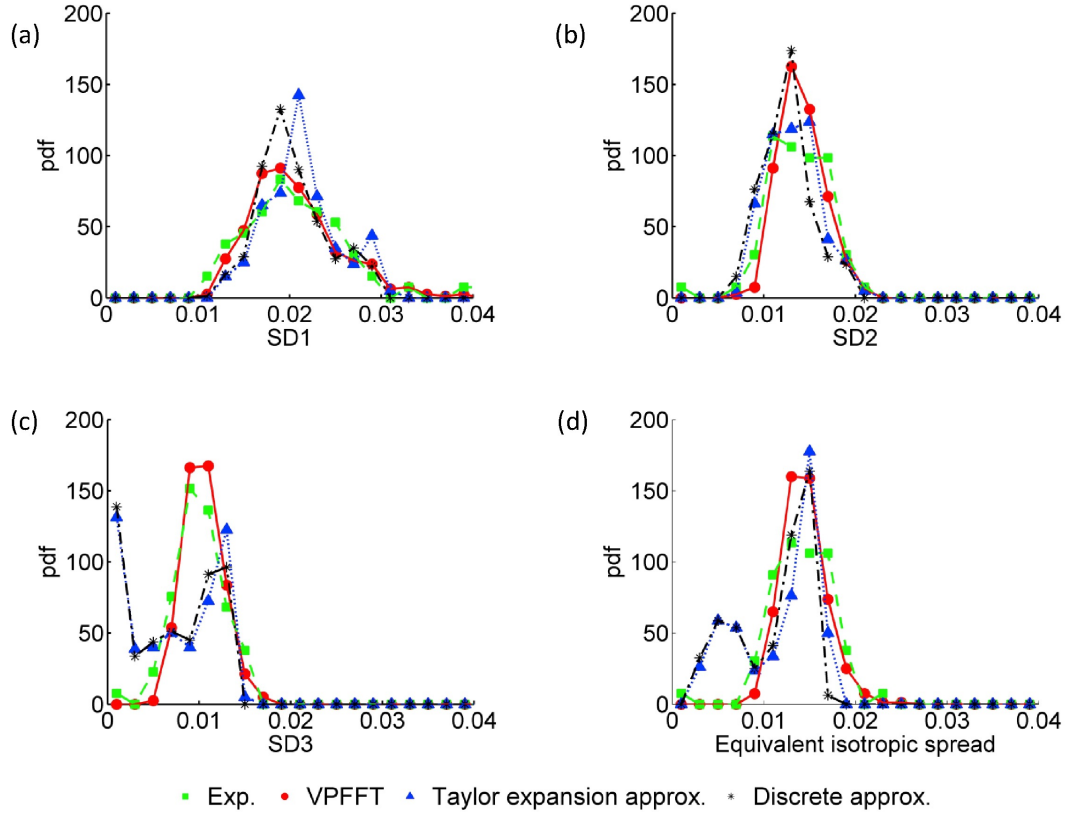 (a)
200
150
100
50
0
pdf
0 0.01 0.02 0.03 0.04
SD1
(b)
200
150
100
50
0
pdf
0 0.01 0.02 0.03 0.04
SD2
(c)
200
150
100
50
0
pdf
0 0.01 0.02 0.03 0.04
SD3
(d)
200
150
100
50
0
pdf
0 0.01 0.02 0.03 0.04
Equivalent isotropic spread
Exp. VPFFT Taylor expansion approx. Discrete approx.